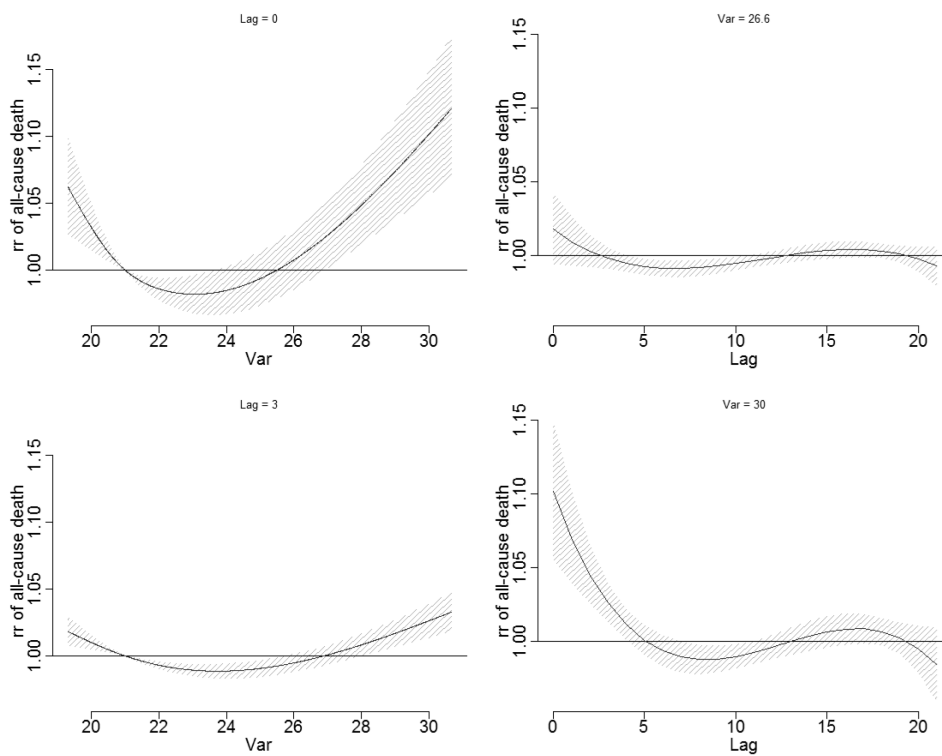 Lag = 0
rr of all-cause death
1.00 1.05 1.10 1.15
20 22 24 26 28 30
Var
Var = 26.6
rr of all-cause death
1.00 1.05 1.10 1.15
0 5 10 15 20
Lag
Lag = 3
rr of all-cause death
1.00 1.05 1.10 1.15
20 22 24 26 28 30
Var
Var = 30
rr of all-cause death
1.00 1.05 1.10 1.15
0 5 10 15 20
Lag